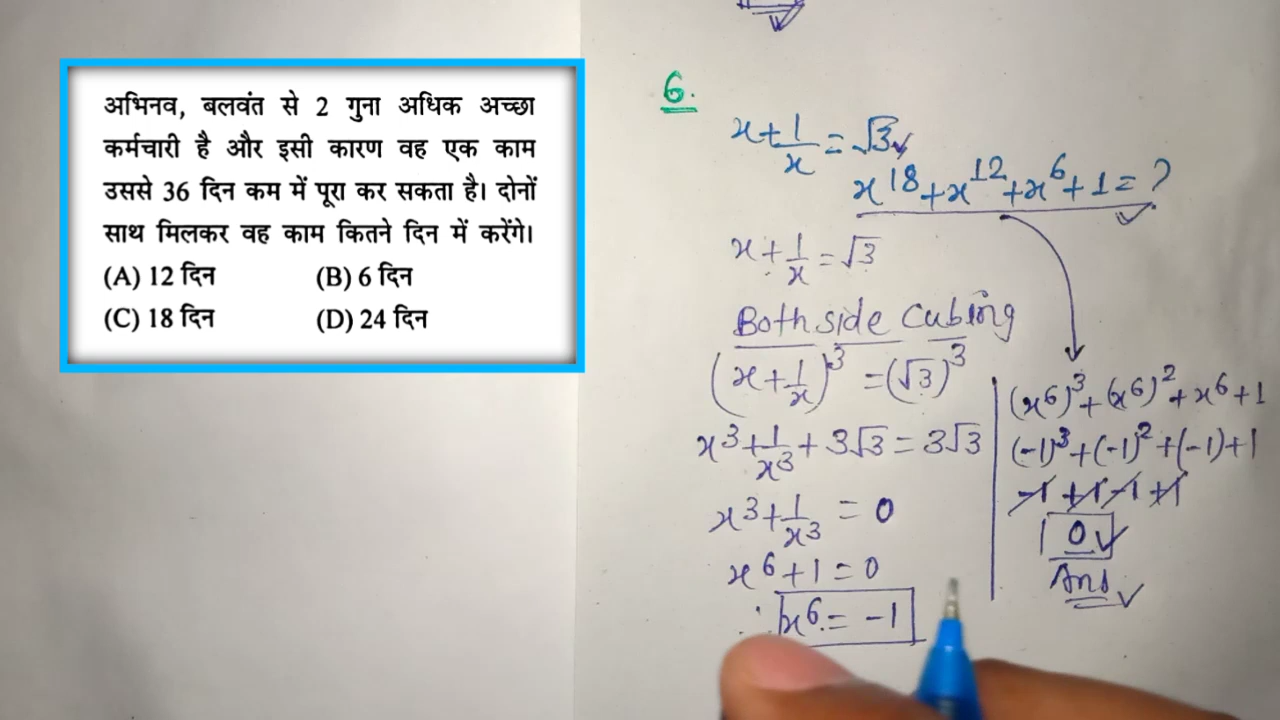 अभिनव, बलवंत से 2 गुना अधिक अच्छा
कर्मचारी है और इसी कारण वह एक काम
उससे 36 दिन कम में पूरा कर सकता है। दोनों
साथ मिलकर वह काम कितने दिन में करेंगे।
(A) 12 दिन (B) 6 दिन
(C) 18 दिन (D) 24 दिन
6.
x+1/x=√3
x^18+x^12+x^6+1=?
x+1/x=√3
Both side Cubing
(x+1/x)^3=(√3)^3
x^3+1/x^3+3√3=3√3
x^3+1/x^3=0
x^6+1=0
∴ x^6=-1
(x^6)^3+(x^6)^2+x^6+1
(-1)^3+(-1)^2+(-1)+1
-1+1-1+1
0
Ans